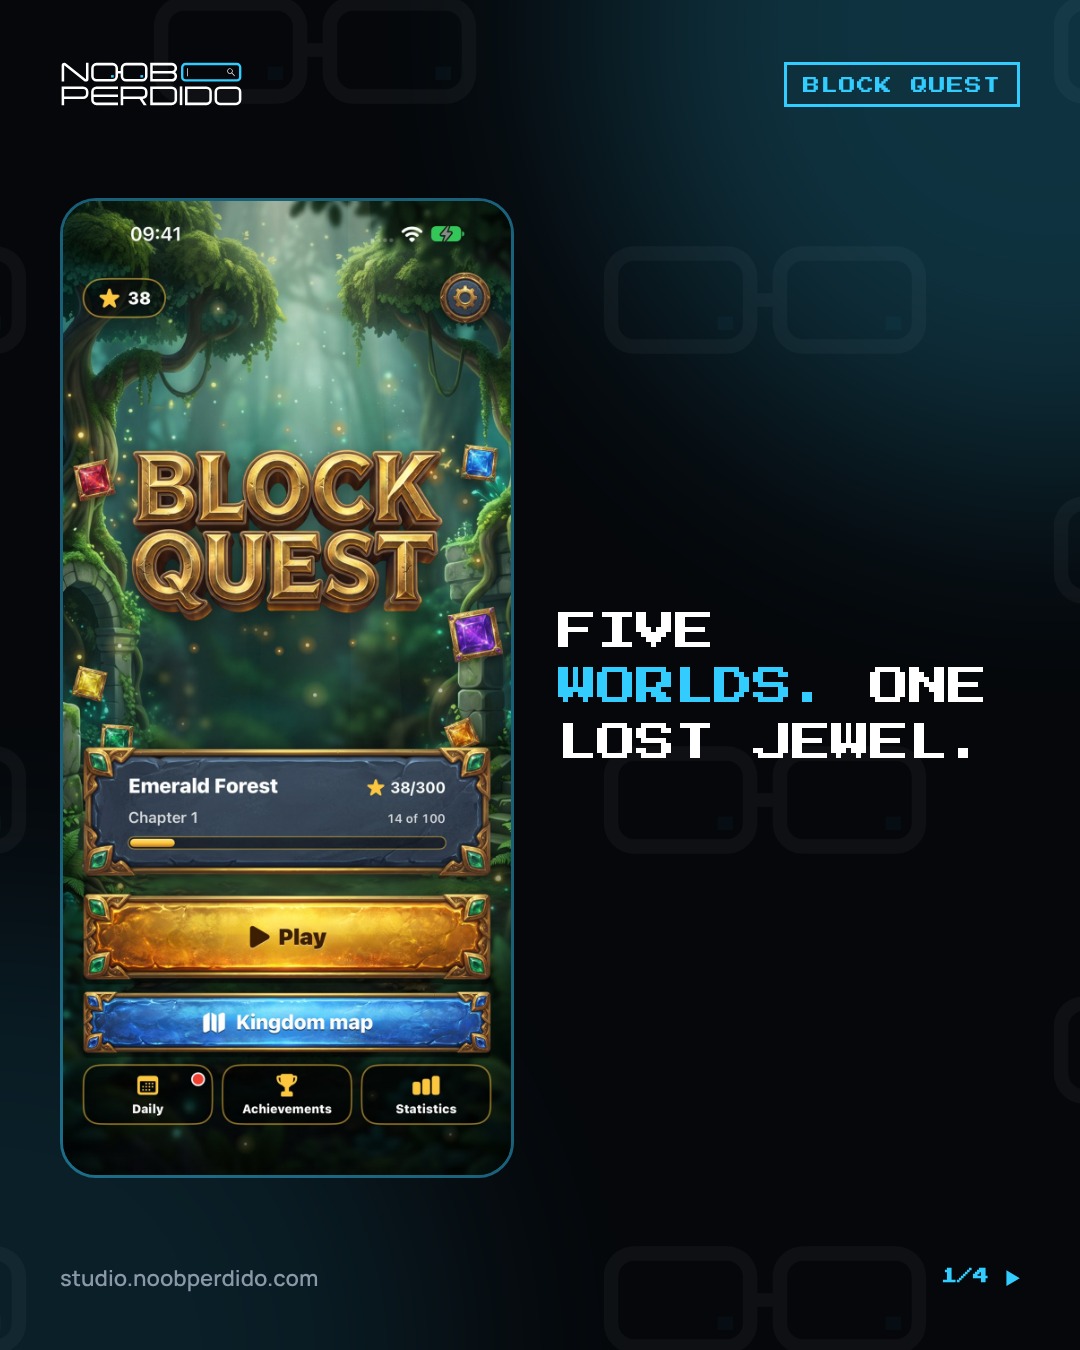 NOOB
PERDIDO
BLOCK QUEST
09:41
38
BLOCK
QUEST
Emerald Forest
38/300
Chapter 1
14 of 100
Play
Kingdom map
Daily
Achievements
Statistics
FIVE
WORLDS. ONE
LOST JEWEL.
studio.noobperdido.com
1/4